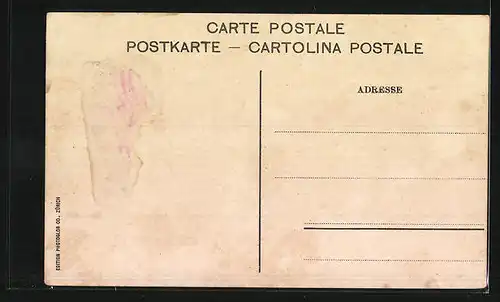 CARTE POSTALE
POSTKARTE — CARTOLINA POSTALE
ADRESSE
EDITION PHOTOGLOB CO., ZÜRICH